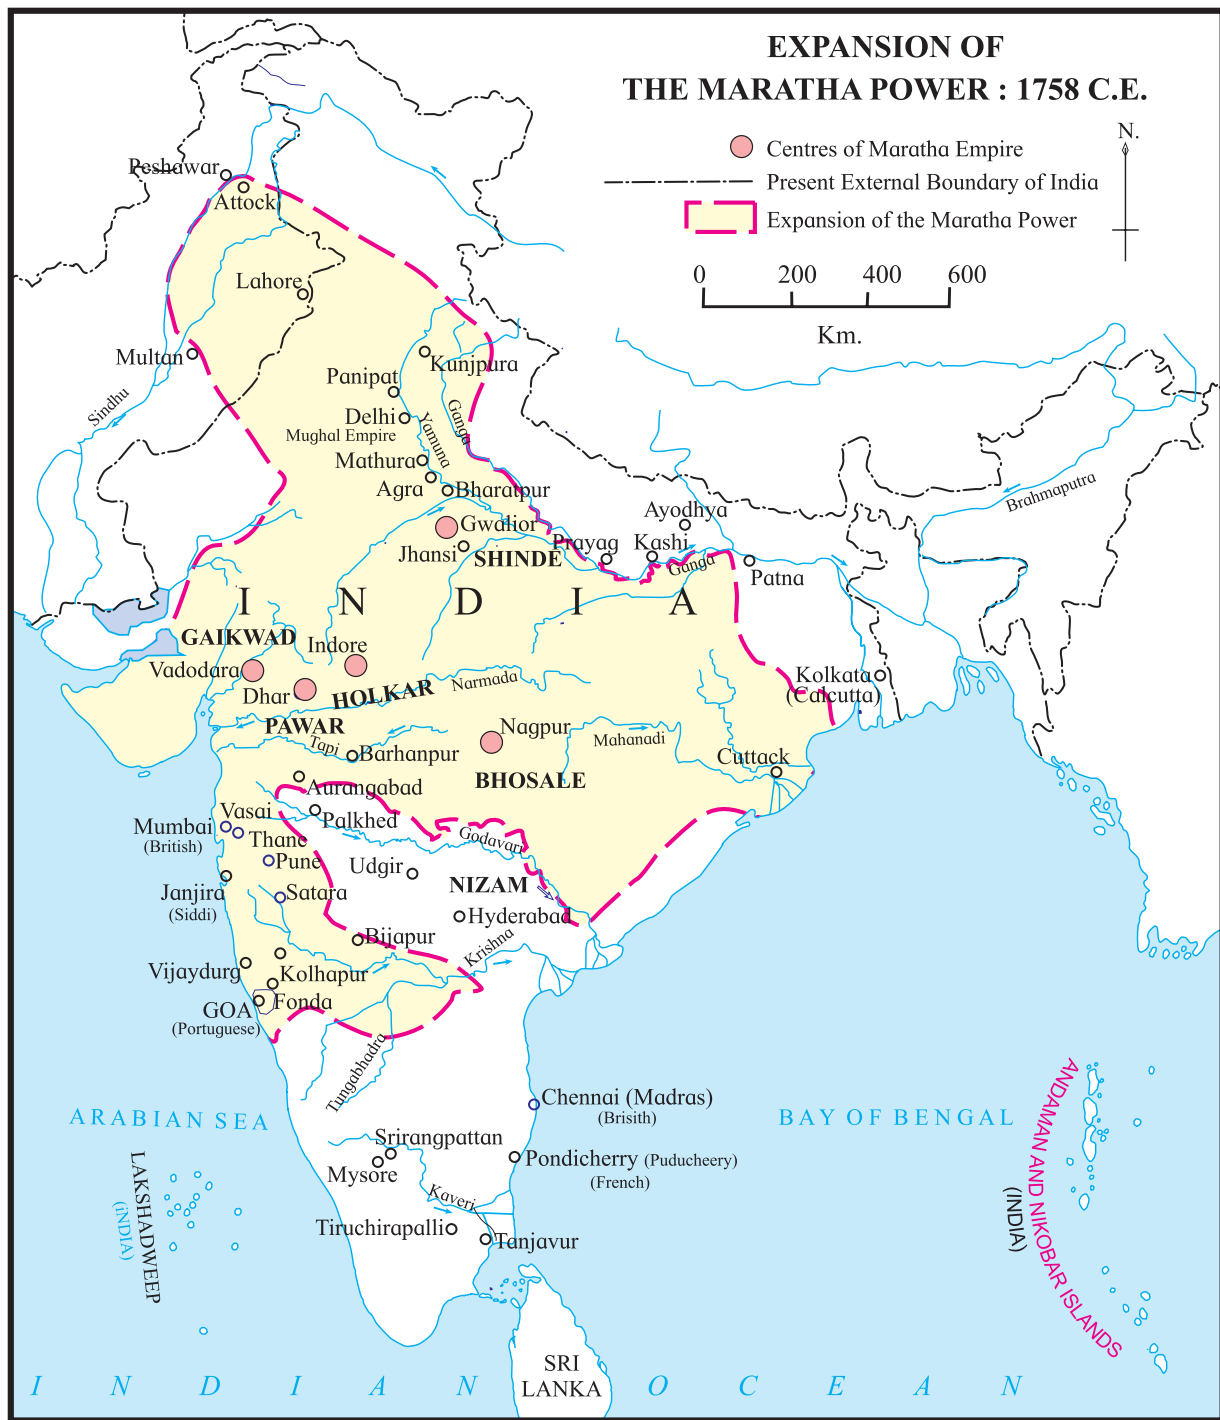 EXPANSION OF
THE MARATHA POWER : 1758 C.E.
N.
Centres of Maratha Empire
Present External Boundary of India
Expansion of the Maratha Power
0 200 400 600
Km.
Peshawar
Attock
Lahore
Multan
Sindhu
Kunjpura
Panipat
Delhi
Mughal Empire
Yamuna
Ganga
Mathura
Agra
Bharatpur
Brahmaputra
Ayodhya
Gwalior
Jhansi
SHINDE
Prayag
Kashi
Ganga
Patna
I N D I A
GAIKWAD
Indore
Vadodara
Dhar
HOLKAR
Narmada
Kolkata
(Calcutta)
PAWAR
Nagpur
Tapi
Barhanpur
Mahanadi
Cuttack
BHOSALE
Aurangabad
Vasai
Palkhed
Mumbai
(British)
Thane
Godavari
Pune
Udgir
Janjira
(Siddi)
Satara
NIZAM
Hyderabad
Bijapur
Krishna
Vijaydurg
Kolhapur
GOA
(Portuguese)
Fonda
Tungabhadra
Chennai (Madras)
(Brisith)
ARABIAN SEA
BAY OF BENGAL
Srirangpattan
Mysore
Pondicherry (Puducheery)
(French)
Kaveri
Tiruchirapalli
Tanjavur
LAKSHADWEEP
(iNDIA)
ANDAMAN AND NIKOBAR ISLANDS
(INDIA)
SRI
LANKA
I N D I A N O C E A N